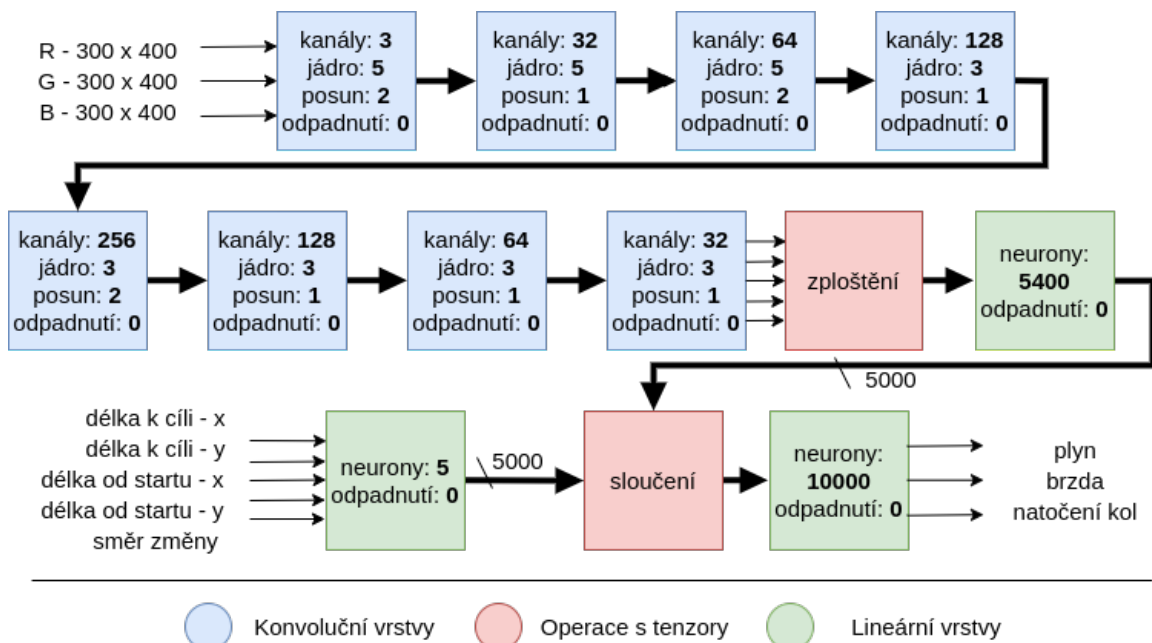 R - 300 x 400
G - 300 x 400
B - 300 x 400
kanály: 3
jádro: 5
posun: 2
odpadnutí: 0
kanály: 32
jádro: 5
posun: 1
odpadnutí: 0
kanály: 64
jádro: 5
posun: 2
odpadnutí: 0
kanály: 128
jádro: 3
posun: 1
odpadnutí: 0
kanály: 256
jádro: 3
posun: 2
odpadnutí: 0
kanály: 128
jádro: 3
posun: 1
odpadnutí: 0
kanály: 64
jádro: 3
posun: 1
odpadnutí: 0
kanály: 32
jádro: 3
posun: 1
odpadnutí: 0
zploštění
neurony:
5400
odpadnutí: 0
5000
délka k cíli - x
délka k cíli - y
délka od startu - x
délka od startu - y
směr změny
neurony: 5
odpadnutí: 0
5000
sloučení
neurony:
10000
odpadnutí: 0
plyn
brzda
natočení kol
Konvoluční vrstvy
Operace s tenzory
Lineární vrstvy